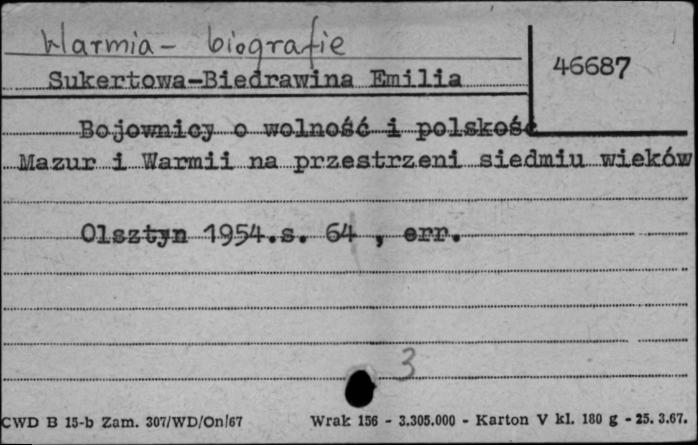 Warmia - biografie
Sukertowa-Biedrawina Emilia
46687
Bojownicy o wolność i polskość
Mazur i Warmii na przestrzeni siedmiu wieków
Olsztyn 1954.s. 64 , err.
3
CWD B 15-b Zam. 307/WD/On/67 Wrak 156 - 3.305.000 - Karton V kl. 180 g - 25. 3.67.